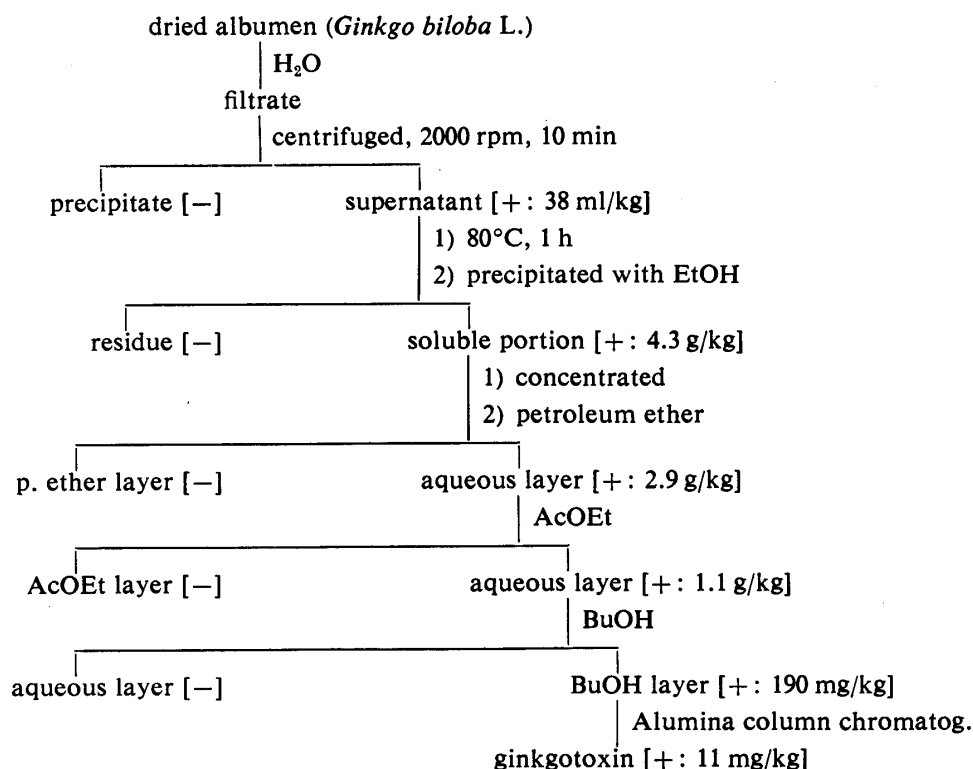 dried albumen (Ginkgo biloba L.)
H₂O
filtrate
centrifuged, 2000 rpm, 10 min
precipitate [−] supernatant [+: 38 ml/kg]
1) 80°C, 1 h
2) precipitated with EtOH
residue [−] soluble portion [+: 4.3 g/kg]
1) concentrated
2) petroleum ether
p. ether layer [−] aqueous layer [+: 2.9 g/kg]
AcOEt
AcOEt layer [−] aqueous layer [+: 1.1 g/kg]
BuOH
aqueous layer [−] BuOH layer [+: 190 mg/kg]
Alumina column chromatog.
ginkgotoxin [+: 11 mg/kg]